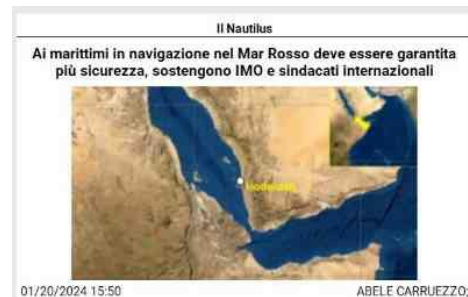 Il Nautilus
Ai marittimi in navigazione nel Mar Rosso deve essere garantita
più sicurezza, sostengono IMO e sindacati internazionali
01/20/2024 15:50
ABELE CARRUEZZO;